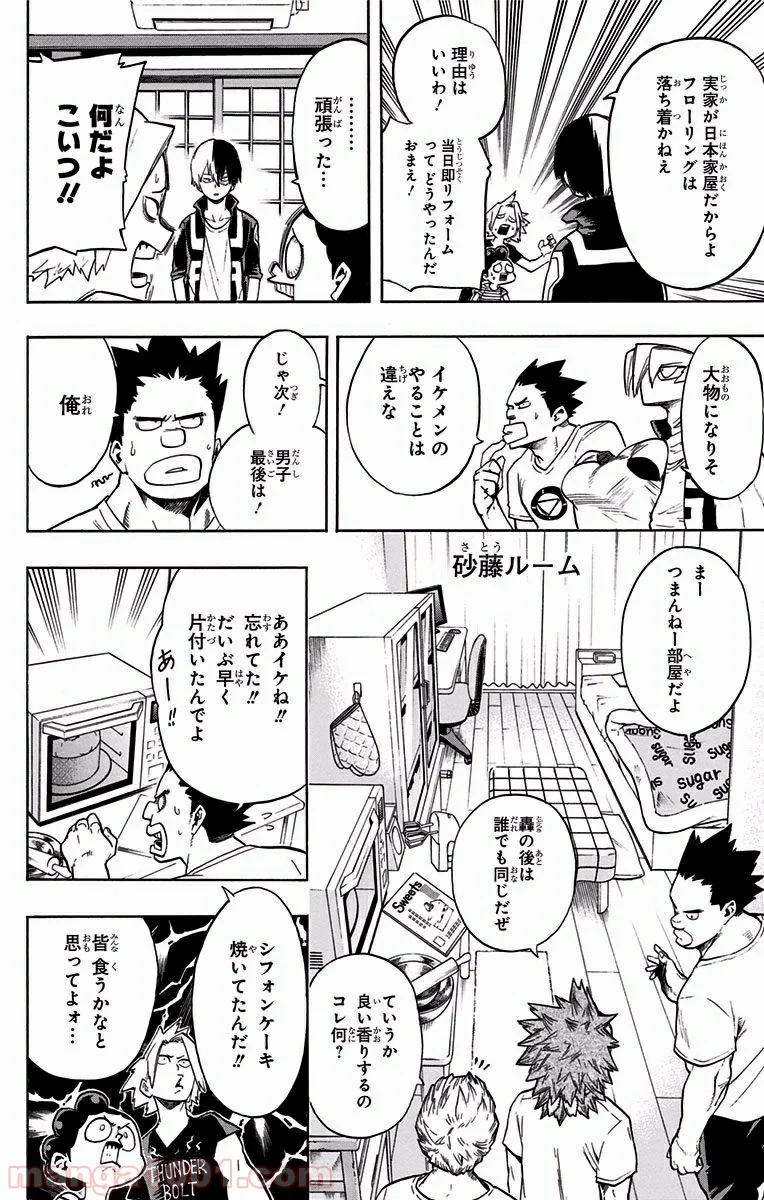 実家が日本家屋だからよ
フローリングは
落ち着かねえ
理由は
いいわ!
当日即リフォーム
ってどうやったんだ
おまえ!
………
頑張った…
何だよ
こいつ!!
大物になりそ
イケメンの
やることは
違えな
じゃ次!
男子
最後は!
俺
砂藤ルーム
まー
つまんねー部屋だよ
轟の後は
誰でも同じだぜ
ていうか
良い香りするの
コレ何?
sugar
sugar
sugar
sugar
Sweets
ああイケね!!
忘れてた!!
だいぶ早く
片付いたんでよ
あー!!
シフォンケーキ
焼いてたんだ!!
皆食うかなと
思ってよォ…
THUNDER
BOLT